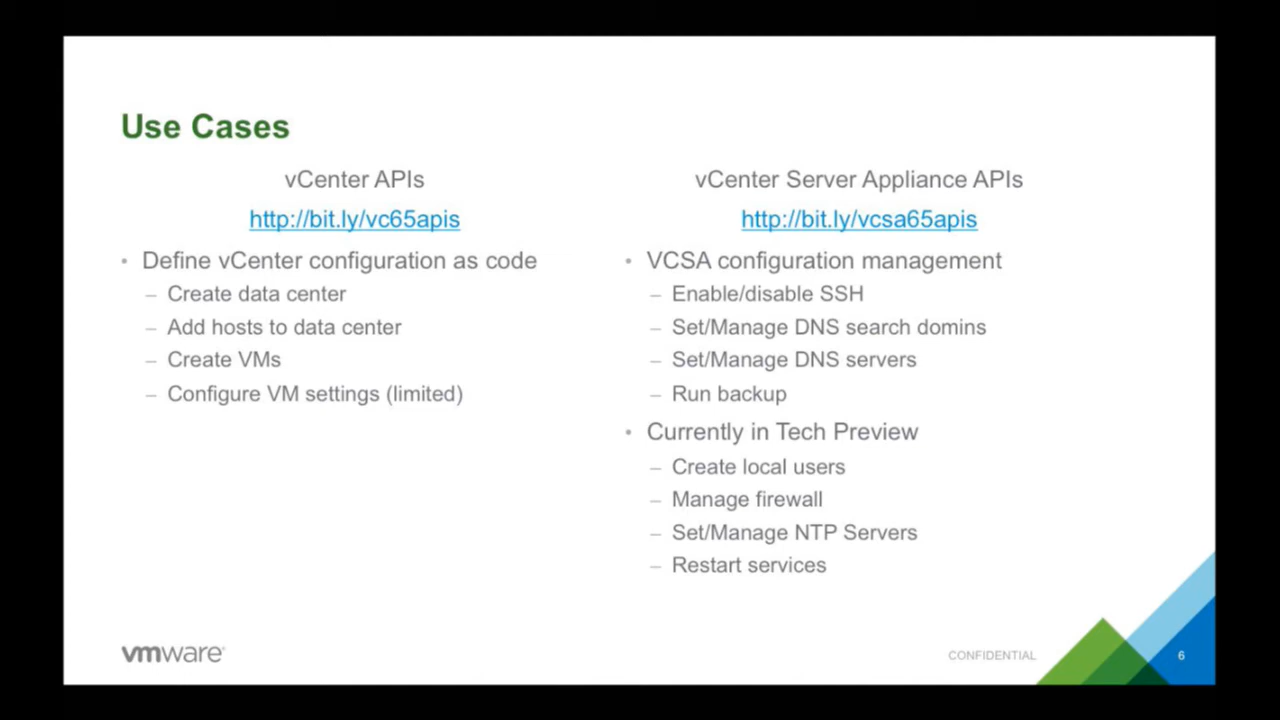 Use Cases
vCenter APIs
http://bit.ly/vc65apis
• Define vCenter configuration as code
– Create data center
– Add hosts to data center
– Create VMs
– Configure VM settings (limited)
vCenter Server Appliance APIs
http://bit.ly/vcsa65apis
• VCSA configuration management
– Enable/disable SSH
– Set/Manage DNS search domins
– Set/Manage DNS servers
– Run backup
• Currently in Tech Preview
– Create local users
– Manage firewall
– Set/Manage NTP Servers
– Restart services
vmware
CONFIDENTIAL
6